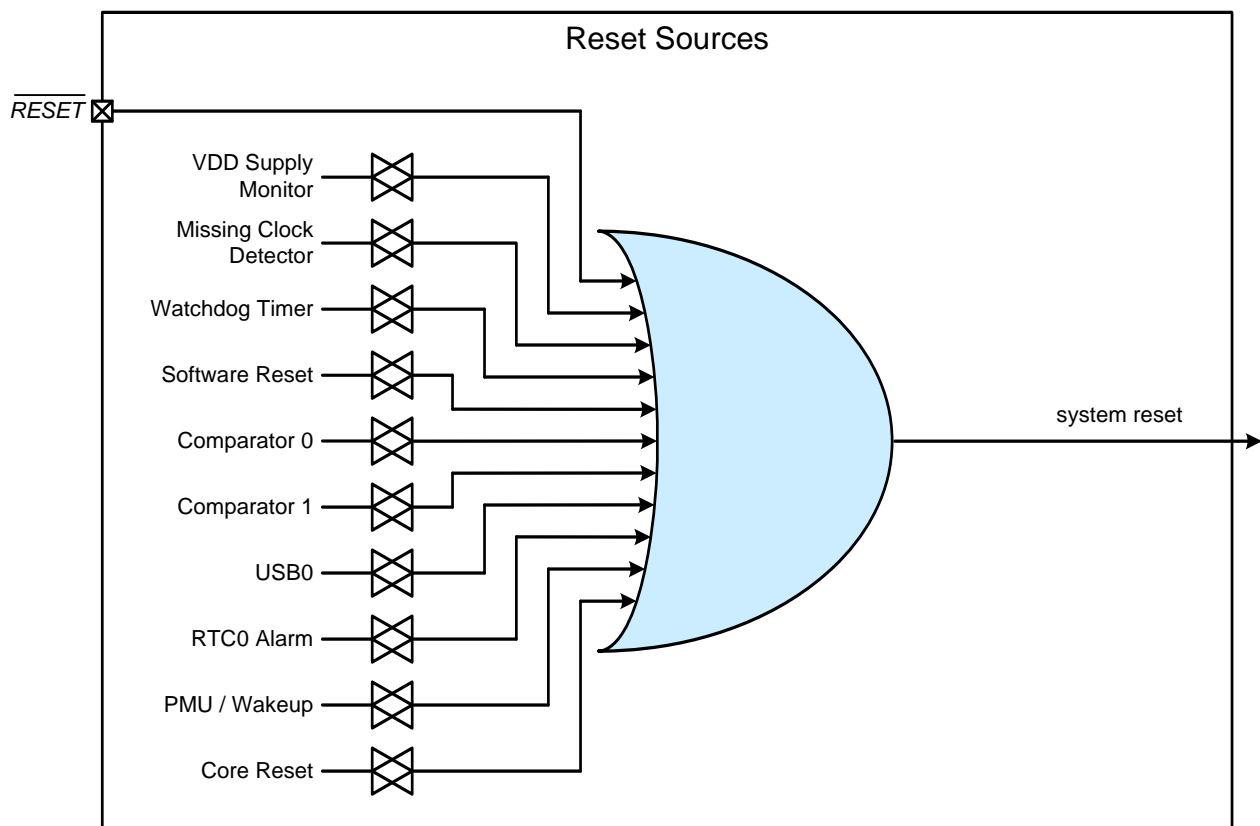 Reset Sources
RESET
VDD Supply
Monitor
Missing Clock
Detector
Watchdog Timer
Software Reset
Comparator 0
system reset
Comparator 1
USB0
RTC0 Alarm
PMU / Wakeup
Core Reset